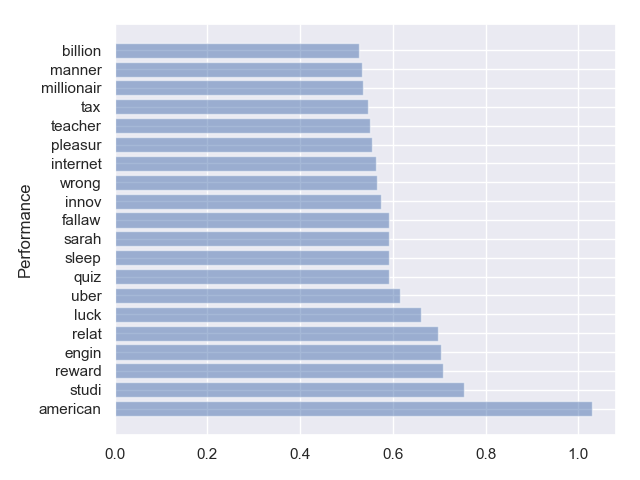 billion
manner
millionair
tax
teacher
pleasur
internet
wrong
innov
fallaw
sarah
sleep
quiz
uber
luck
relat
engin
reward
studi
american
Performance
0.0 0.2 0.4 0.6 0.8 1.0